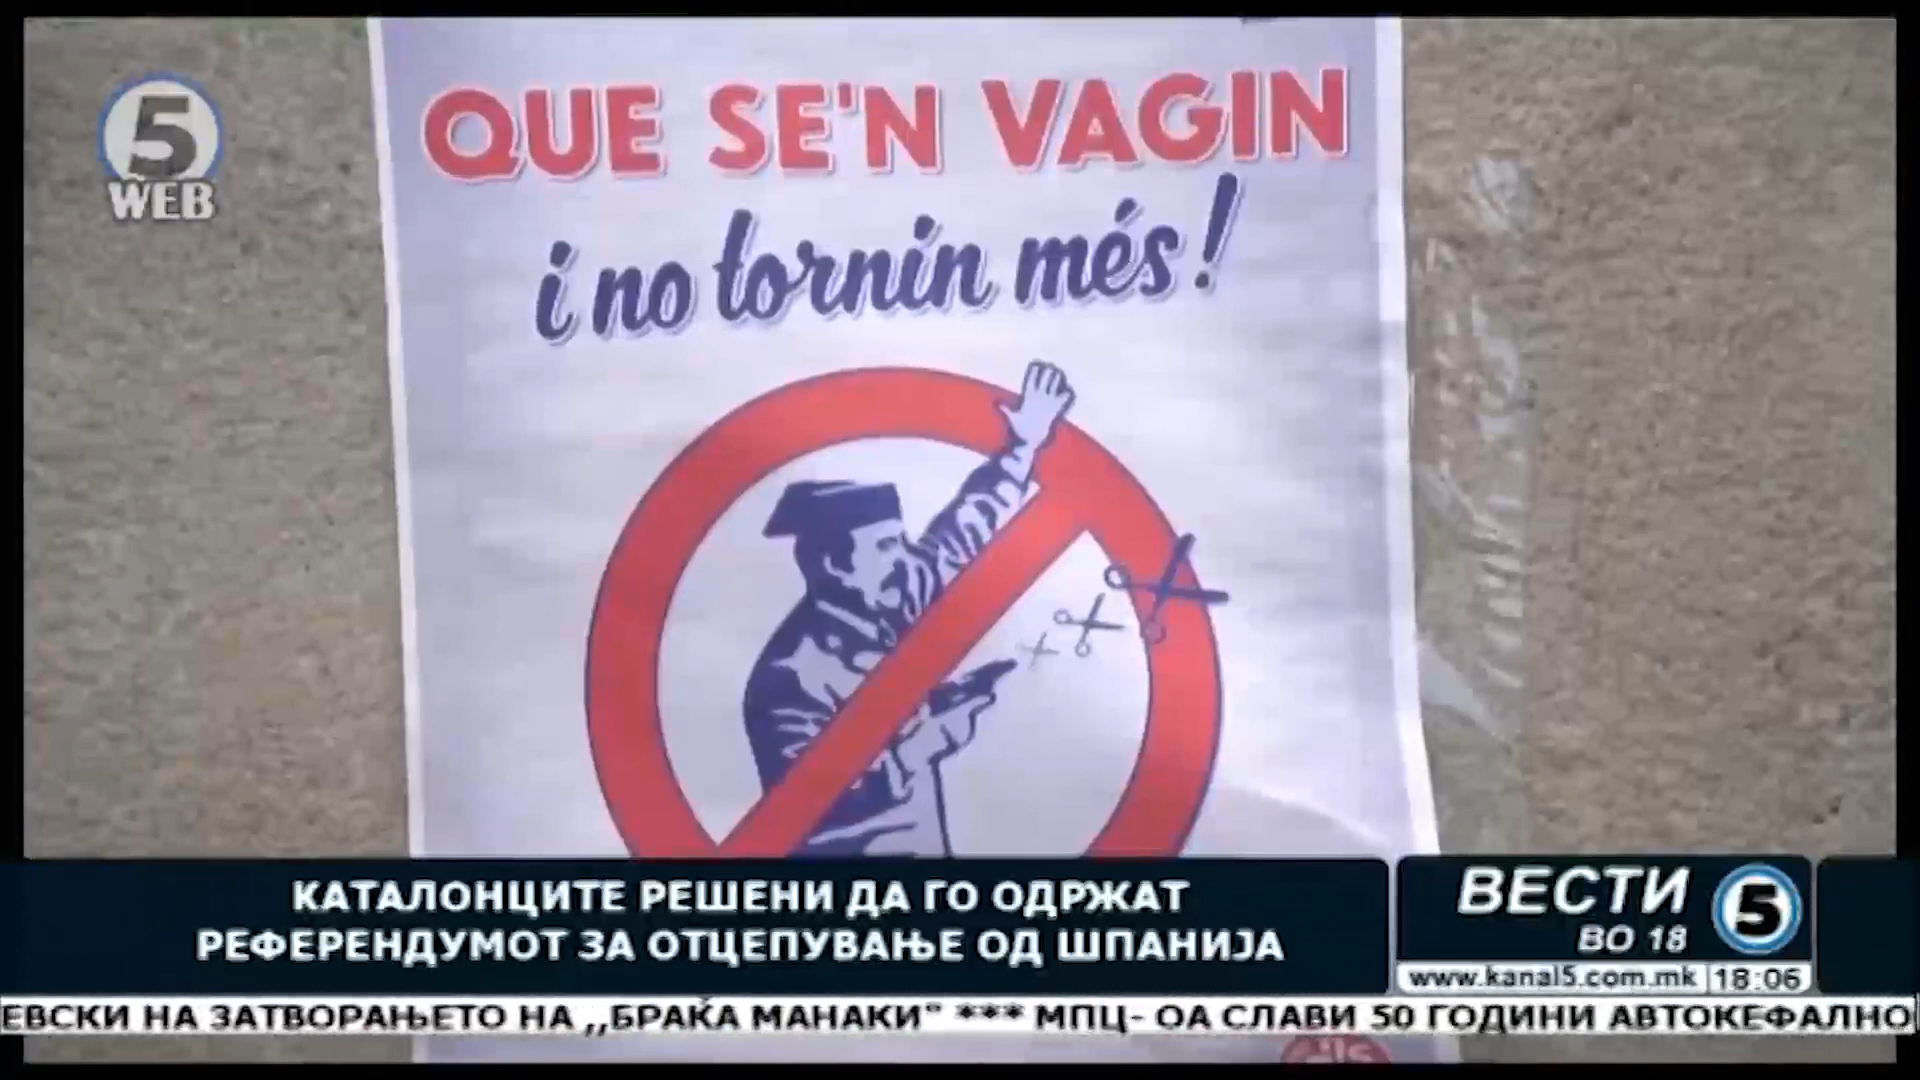 5
WEB
QUE SE'N VAGIN
i no tornin més!
КАТАЛОНЦИТЕ РЕШЕНИ ДА ГО ОДРЖАТ
РЕФЕРЕНДУМОТ ЗА ОТЦЕПУВАЊЕ ОД ШПАНИЈА
ВЕСТИ 5
ВО 18
www.kanal5.com.mk 18:06
ЕВСКИ НА ЗАТВОРАЊЕТО НА ,,БРАЌА МАНАКИ" *** МПЦ- ОА СЛАВИ 50 ГОДИНИ АВТОКЕФАЛНО